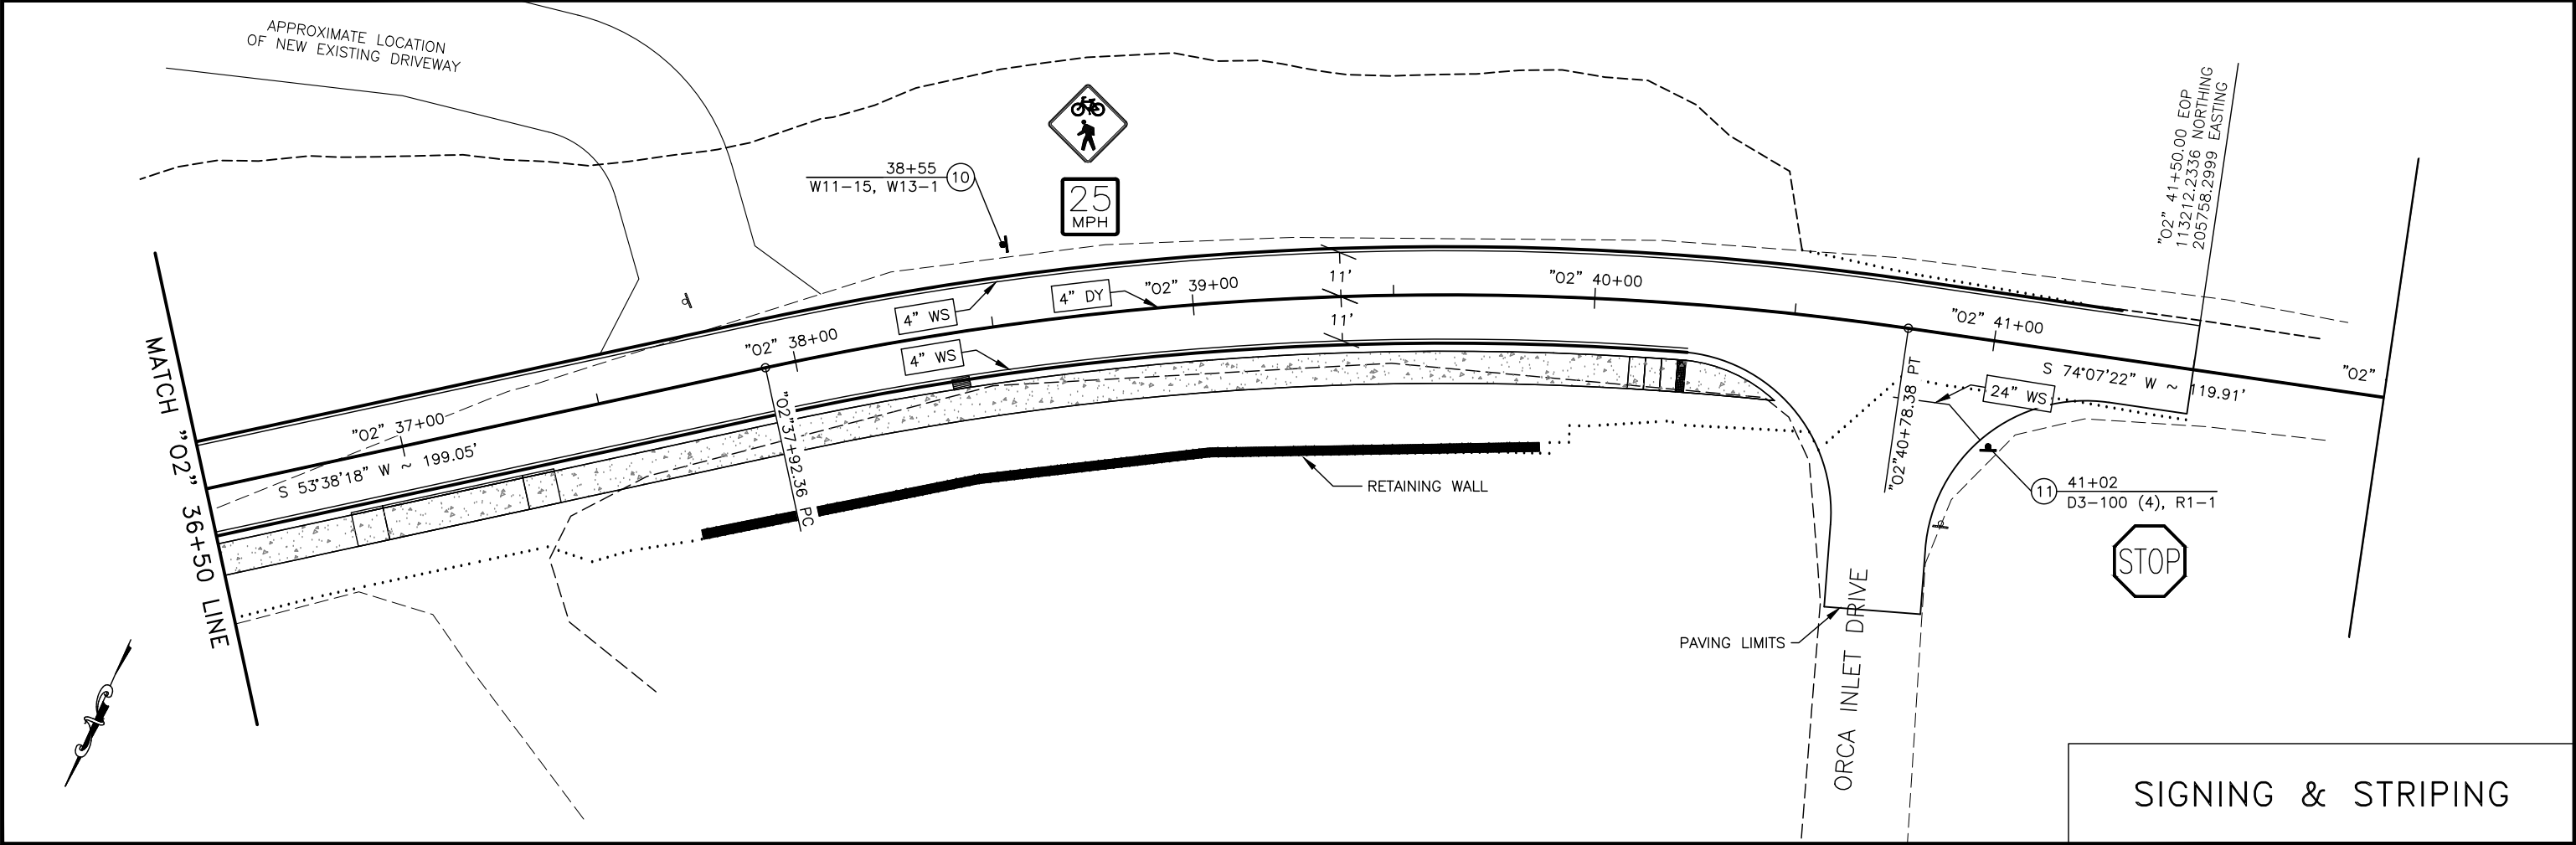 APPROXIMATE LOCATION
OF NEW EXISTING DRIVEWAY
38+55
W11-15, W13-1
10
25
MPH
"O2" 41+50.00 EOP
113212.2336 NORTHING
205758.2999 EASTING
MATCH "O2" 36+50 LINE
"O2" 37+00
S 53°38'18" W ~ 199.05'
"O2" 38+00
"O2"37+92.36 PC
4" WS
4" WS
4" DY
"O2" 39+00
11'
11'
"O2" 40+00
"O2" 41+00
"O2"40+78.38 PT
S 74°07'22" W ~ 119.91'
"O2"
24" WS
RETAINING WALL
11
41+02
D3-100 (4), R1-1
STOP
PAVING LIMITS
ORCA INLET DRIVE
SIGNING & STRIPING